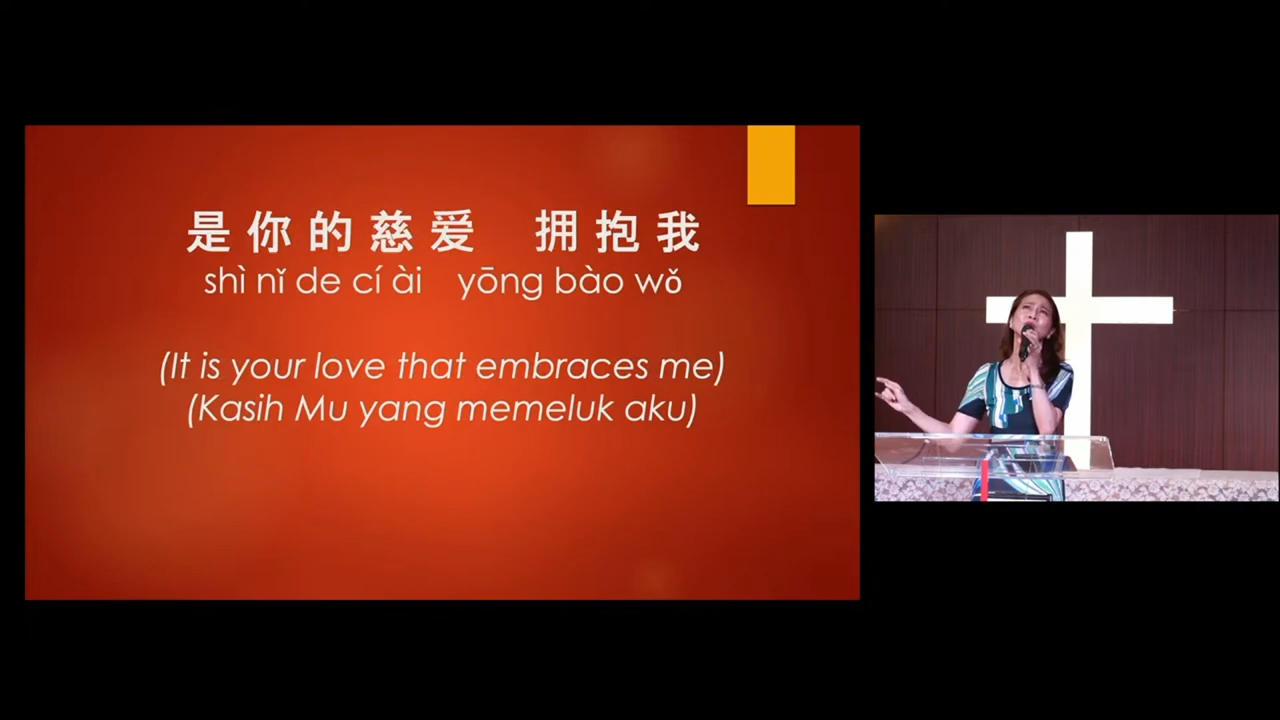 是你的慈爱 拥抱我
shì nǐ de cí ài yōng bào wǒ
(It is your love that embraces me)
(Kasih Mu yang memeluk aku)